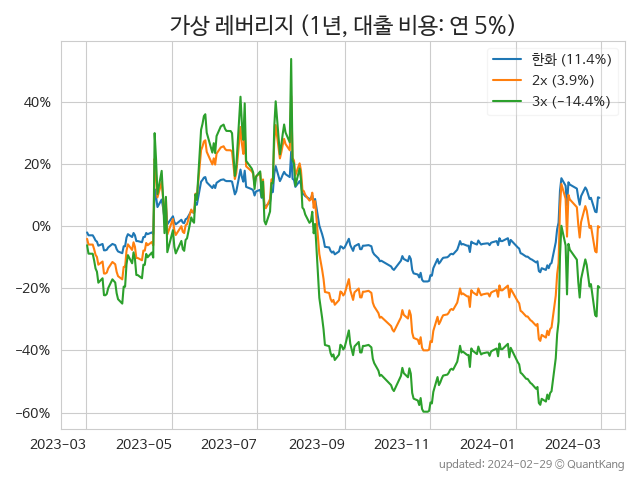 가상 레버리지 (1년, 대출 비용: 연 5%)
한화 (11.4%)
2x (3.9%)
3x (−14.4%)
40%
20%
0%
−20%
−40%
−60%
2023-03 2023-05 2023-07 2023-09 2023-11 2024-01 2024-03
updated: 2024-02-29 © QuantKang